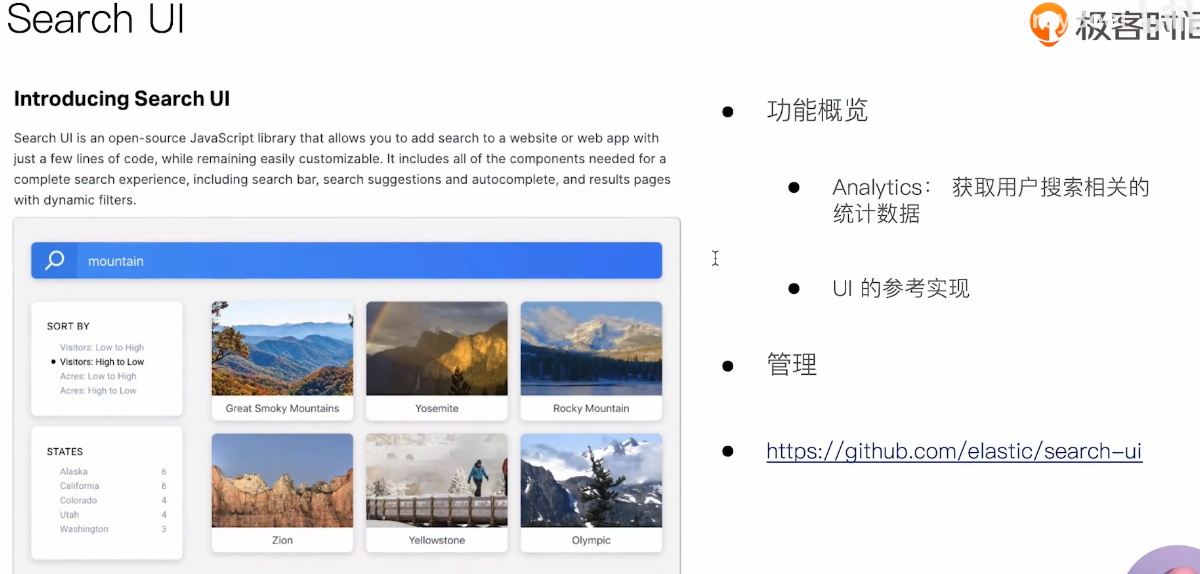 Search UI
极客时间
Introducing Search UI
Search UI is an open-source JavaScript library that allows you to add search to a website or web app with
just a few lines of code, while remaining easily customizable. It includes all of the components needed for a
complete search experience, including search bar, search suggestions and autocomplete, and results pages
with dynamic filters.
mountain
SORT BY
Visitors: Low to High
Visitors: High to Low
Acres: Low to High
Acres: High to Low
STATES
Alaska 6
California 6
Colorado 4
Utah 4
Washington 3
Great Smoky Mountains
Yosemite
Rocky Mountain
Zion
Yellowstone
Olympic
功能概览
Analytics： 获取用户搜索相关的
统计数据
UI 的参考实现
管理
https://github.com/elastic/search-ui